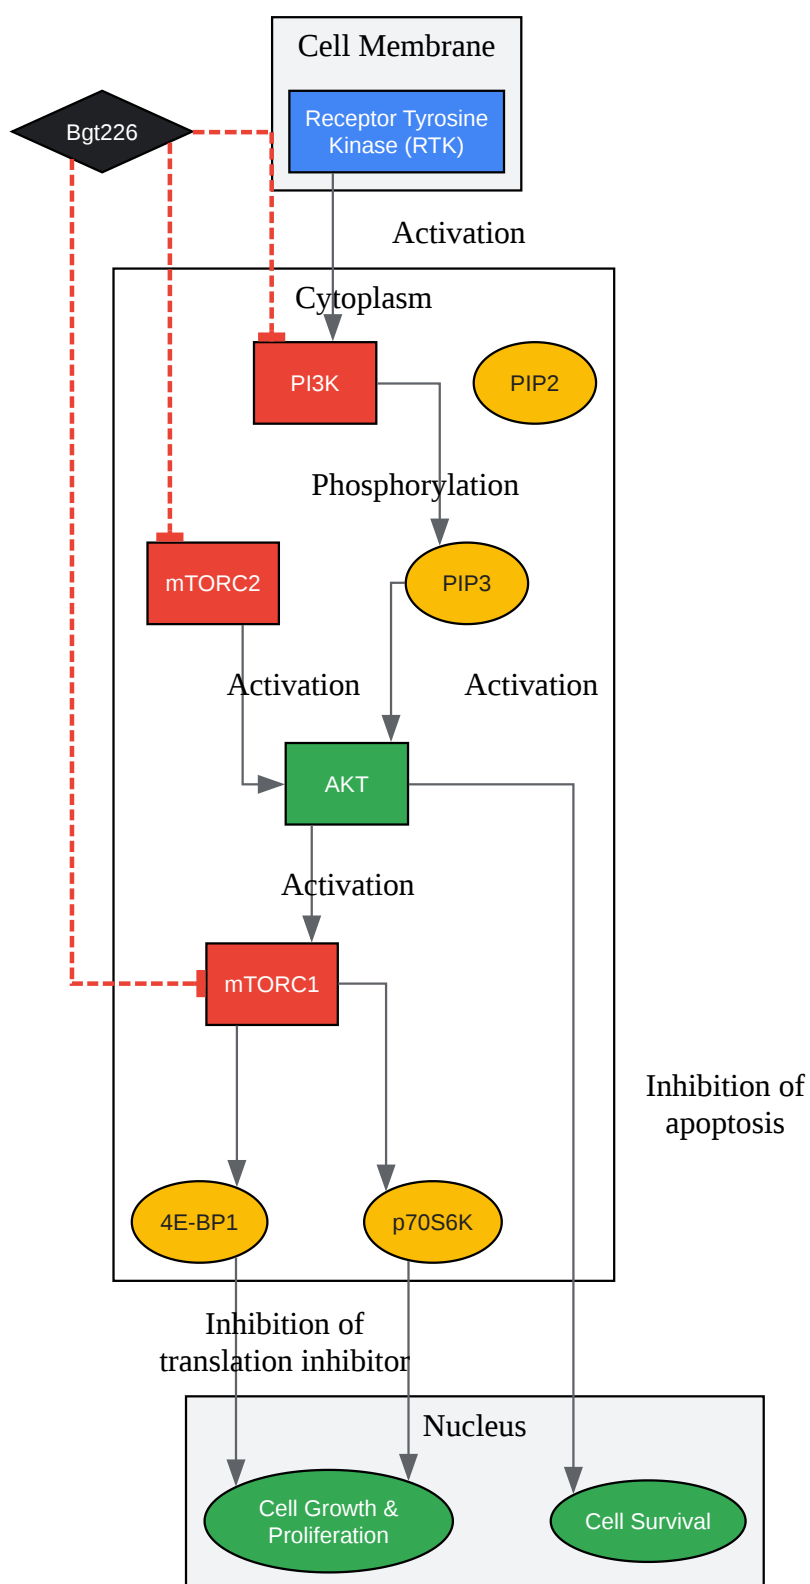 Cell Membrane
Receptor Tyrosine
Kinase (RTK)
Bgt226
Activation
Cytoplasm
PI3K
PIP2
Phosphorylation
mTORC2
PIP3
Activation
Activation
AKT
Activation
mTORC1
Inhibition of
apoptosis
4E-BP1
p70S6K
Inhibition of
translation inhibitor
Nucleus
Cell Growth &
Proliferation
Cell Survival